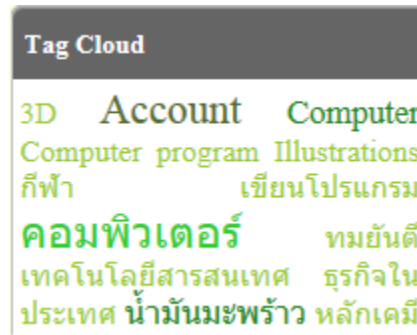 Tag Cloud
3D Account Computer
Computer program Illustrations
กีฬา เขียนโปรแกรม
คอมพิวเตอร์ ทมยันตี
เทคโนโลยีสารสนเทศ ธุรกิจใน
ประเทศ น้ำมันมะพร้าว หลักเคมี